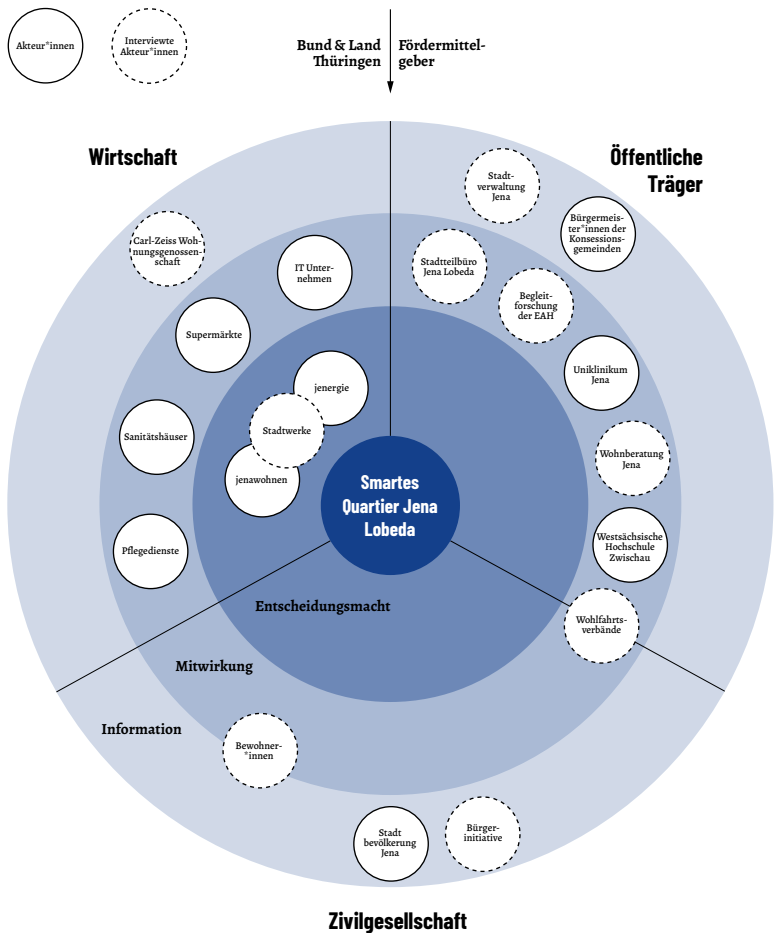 Akteur*innen
Interviewte
Akteur*innen
Bund & Land
Thüringen
Fördermittel-
geber
Wirtschaft
Öffentliche
Träger
Stadt-
verwaltung
Jena
Bürgermeis-
ter*innen der
Konsessions-
gemeinden
Carl-Zeiss Woh-
nungsgenossen-
schaft
IT Unter-
nehmen
Stadtteilbüro
Jena Lobeda
Begleit-
forschung
der EAH
Supermärkte
Uniklinikum
Jena
jenergie
Stadtwerke
jenawohnen
Sanitätshäuser
Wohnberatung
Jena
Smartes
Quartier Jena
Lobeda
Pflegedienste
Westsächsische
Hochschule
Zwischau
Entscheidungsmacht
Wohlfahrts-
verbände
Mitwirkung
Information
Bewohner-
*innen
Stadt
bevölkerung
Jena
Bürger-
initiative
Zivilgesellschaft